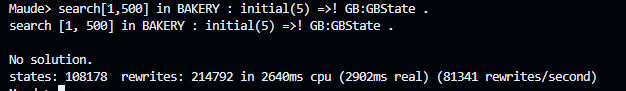 Maude> search[1,500] in BAKERY : initial(5) =>! GB:GBState .
search [1, 500] in BAKERY : initial(5) =>! GB:GBState .
No solution.
states: 108178  rewrites: 214792 in 2640ms cpu (2902ms real) (81341 rewrites/second)